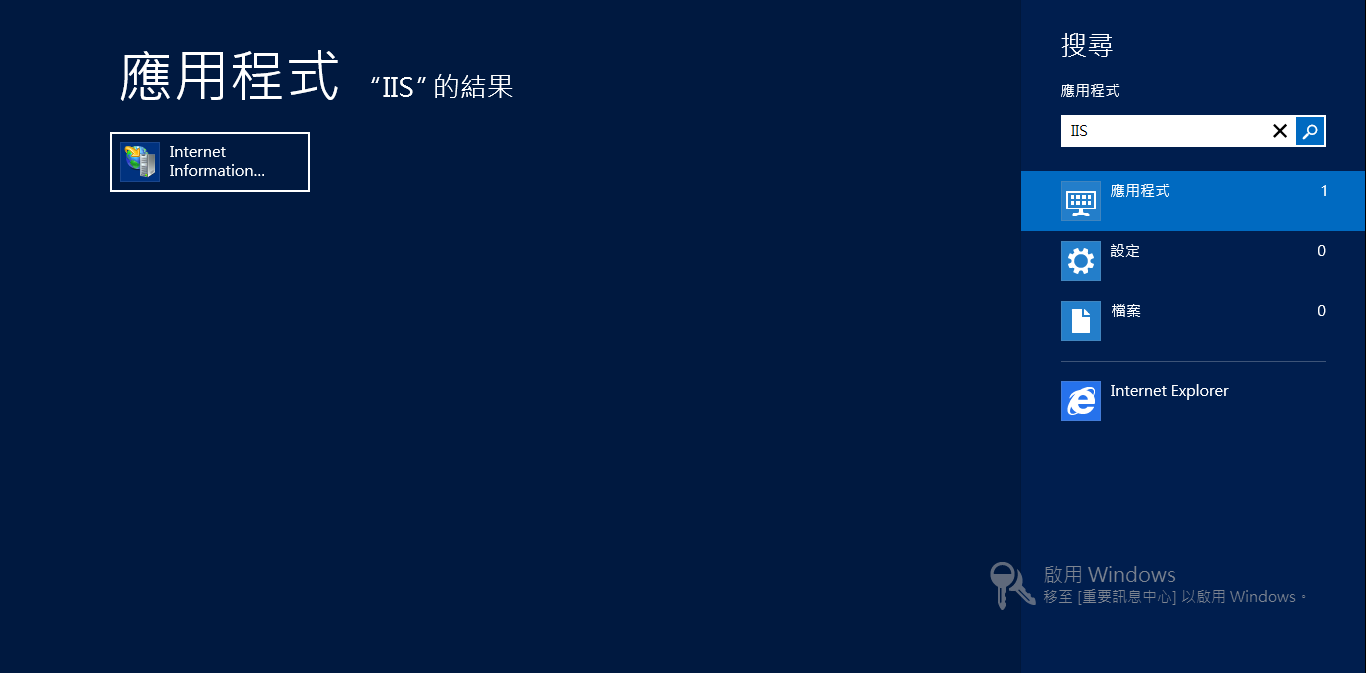 應用程式 “IIS” 的結果
Internet
Information...
搜尋
應用程式
IIS
應用程式 1
設定 0
檔案 0
Internet Explorer
啟用 Windows
移至 [重要訊息中心] 以啟用 Windows。